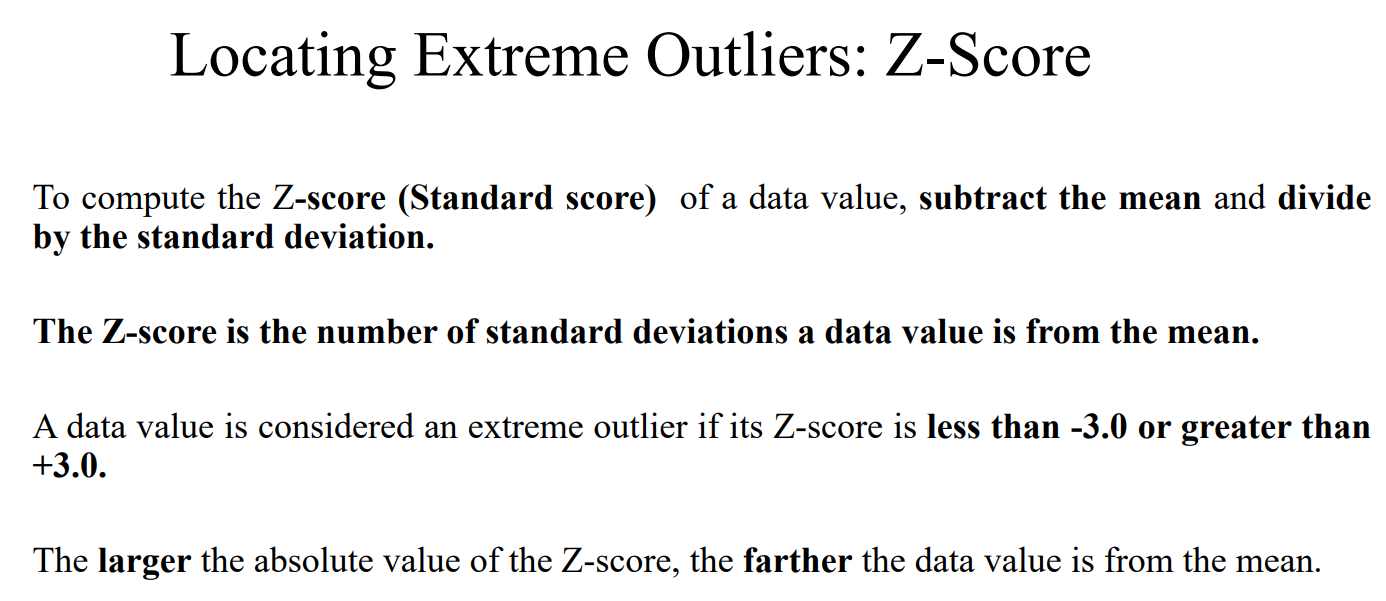 Locating Extreme Outliers: Z-Score
To compute the Z-score (Standard score) of a data value, subtract the mean and divide
by the standard deviation.
The Z-score is the number of standard deviations a data value is from the mean.
A data value is considered an extreme outlier if its Z-score is less than -3.0 or greater than
+3.0.
The larger the absolute value of the Z-score, the farther the data value is from the mean.